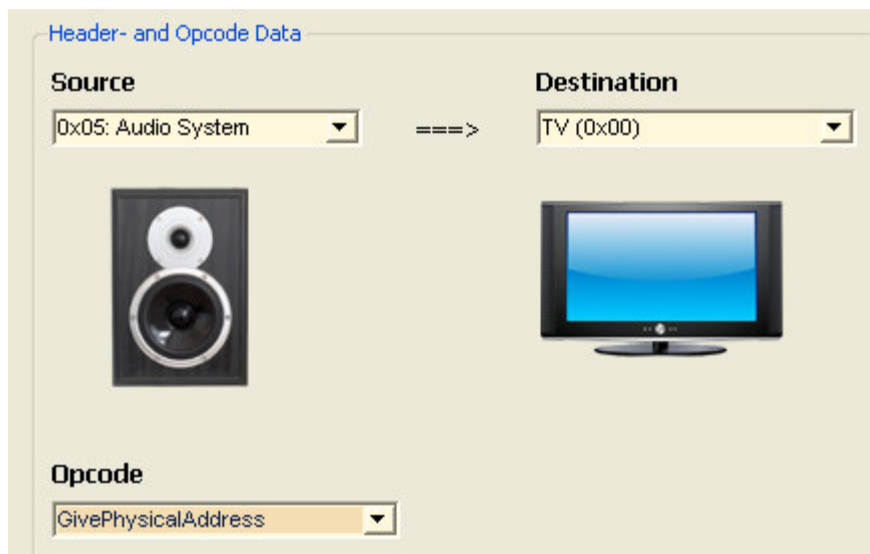 Header- and Opcode Data
Source
Destination
0x05: Audio System
===>
TV (0x00)
Opcode
GivePhysicalAddress